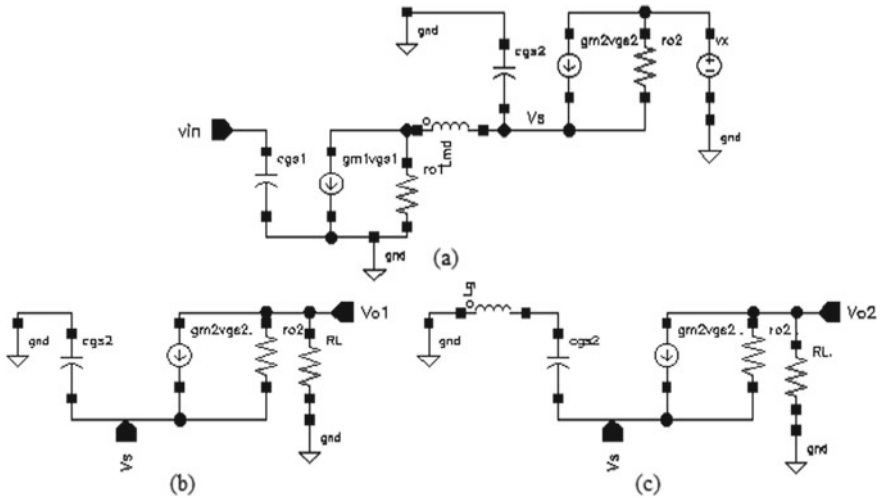 gnd
cgs2
gm2vgs2
ro2
vx
Vs
gnd
vin
cgs1
gm1vgs1
ro1
Lmd
gnd
(a)
gnd
cgs2
gm2vgs2.
ro2
RL
Vo1
gnd
Vs
(b)
Lg
gnd
cgs2
gm2vgs2.
ro2.
RL.
Vo2
gnd
Vs
(c)